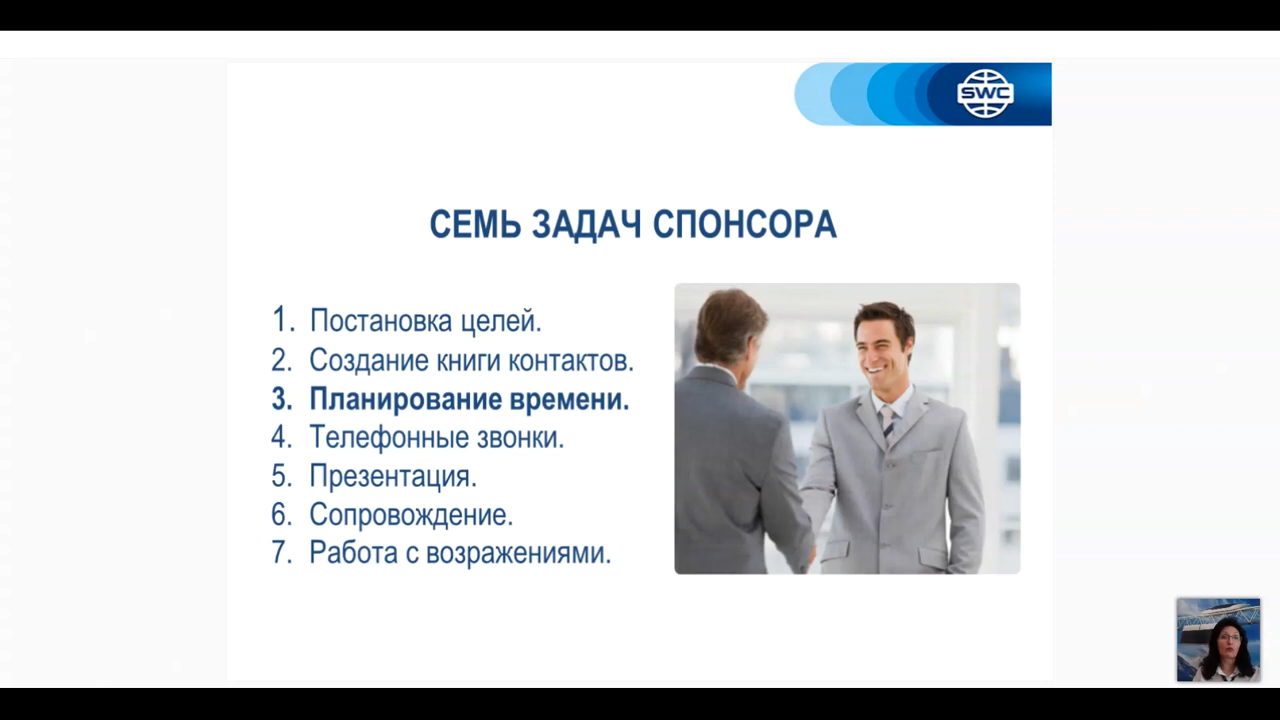 SWC
СЕМЬ ЗАДАЧ СПОНСОРА
1. Постановка целей.
2. Создание книги контактов.
3. Планирование времени.
4. Телефонные звонки.
5. Презентация.
6. Сопровождение.
7. Работа с возражениями.